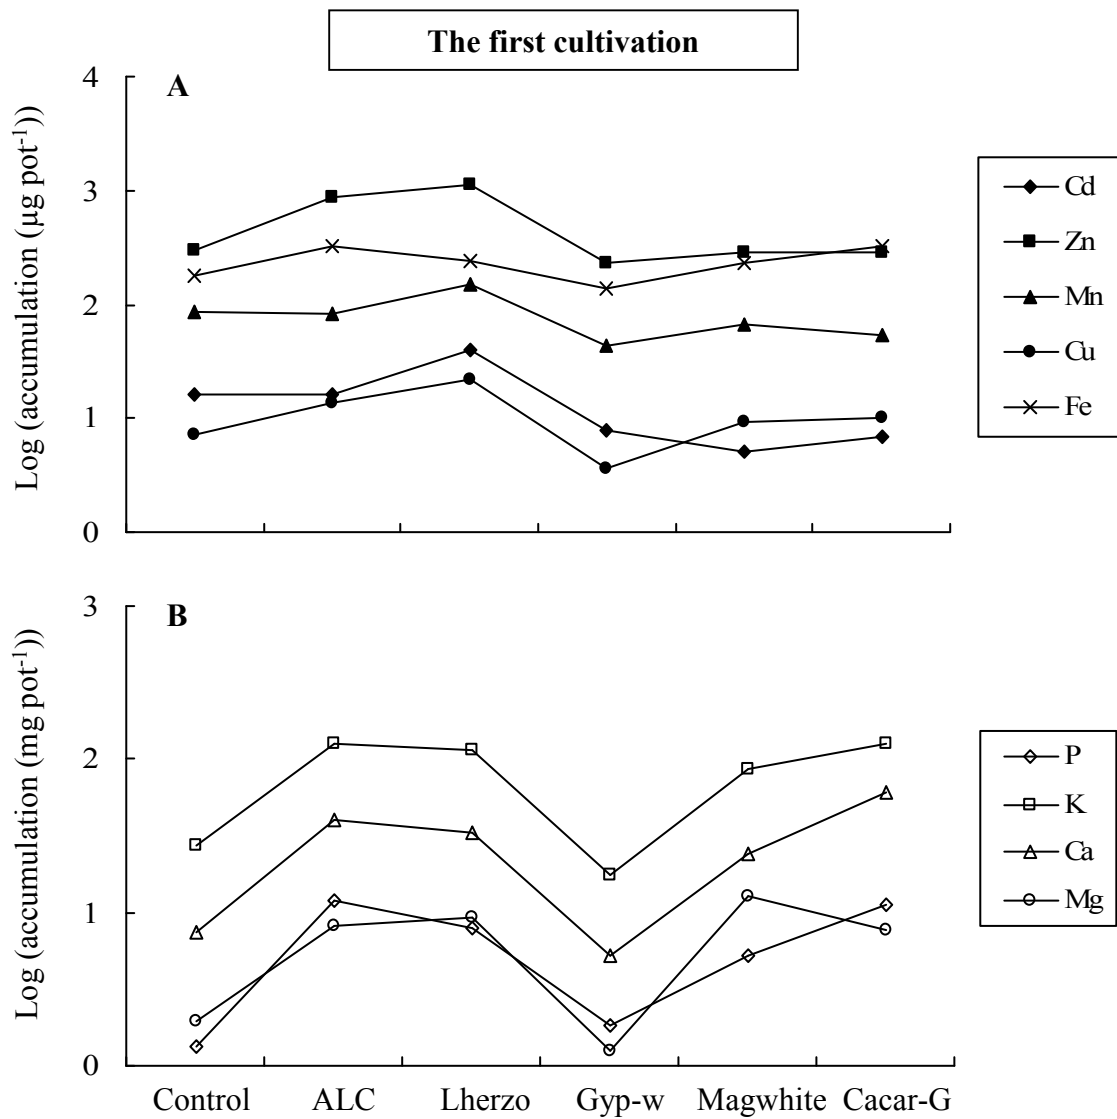 The first cultivation
A
Log (accumulation (µg pot⁻¹))
4
3
2
1
0
Cd
Zn
Mn
Cu
Fe
B
Log (accumulation (mg pot⁻¹))
3
2
1
0
P
K
Ca
Mg
Control ALC Lherzo Gyp-w Magwhite Cacar-G